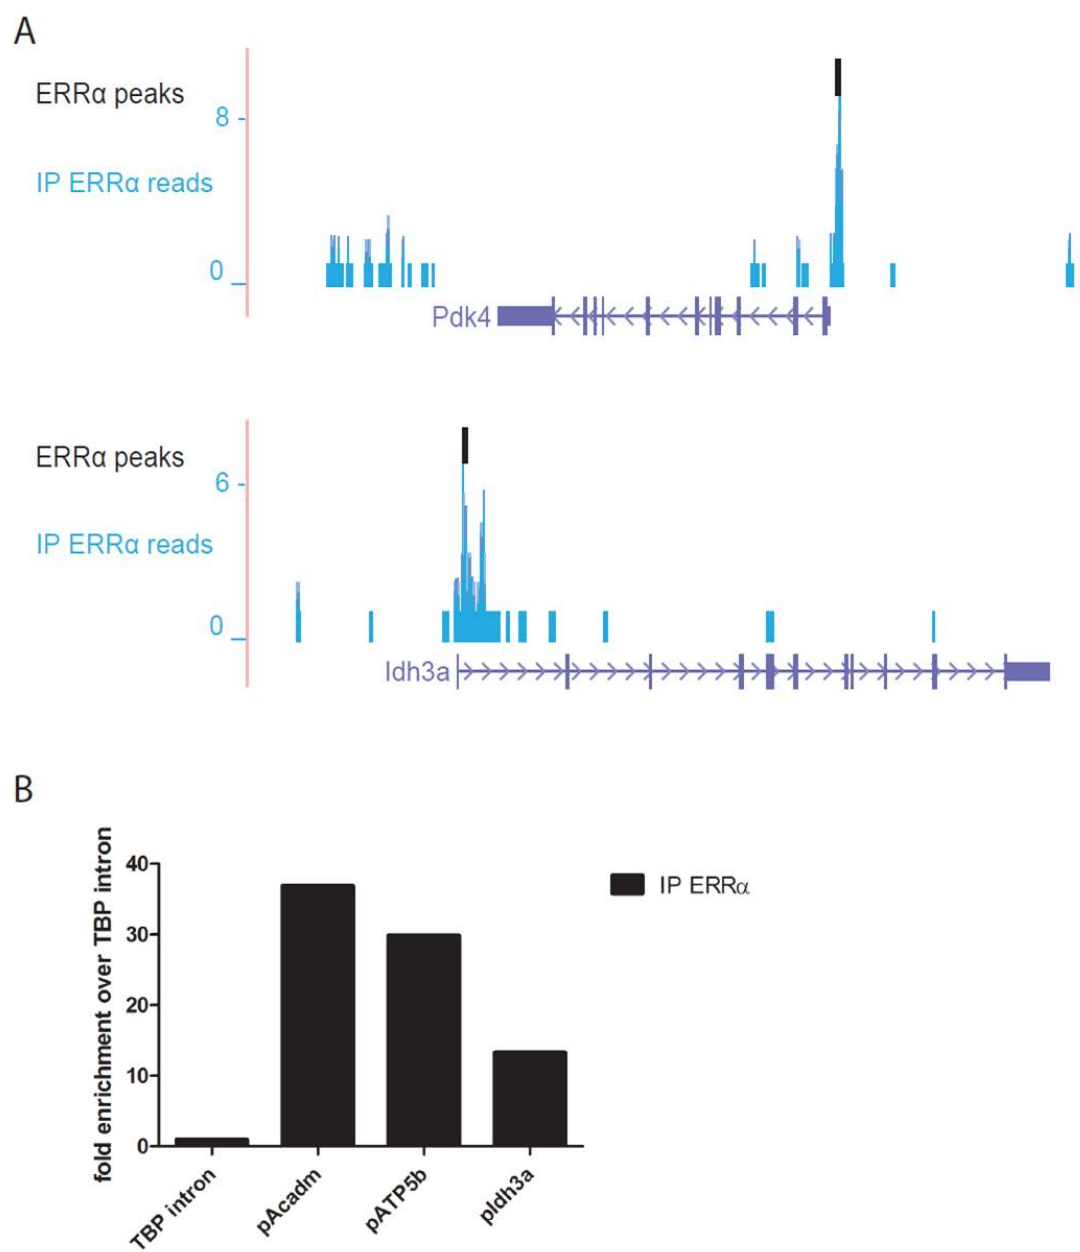 A
ERRα peaks
8
IP ERRα reads
0
Pdk4
ERRα peaks
6
IP ERRα reads
0
Idh3a
B
fold enrichment over TBP intron
40
30
20
10
0
IP ERRα
TBP intron
pAcadm
pATP5b
pIdh3a